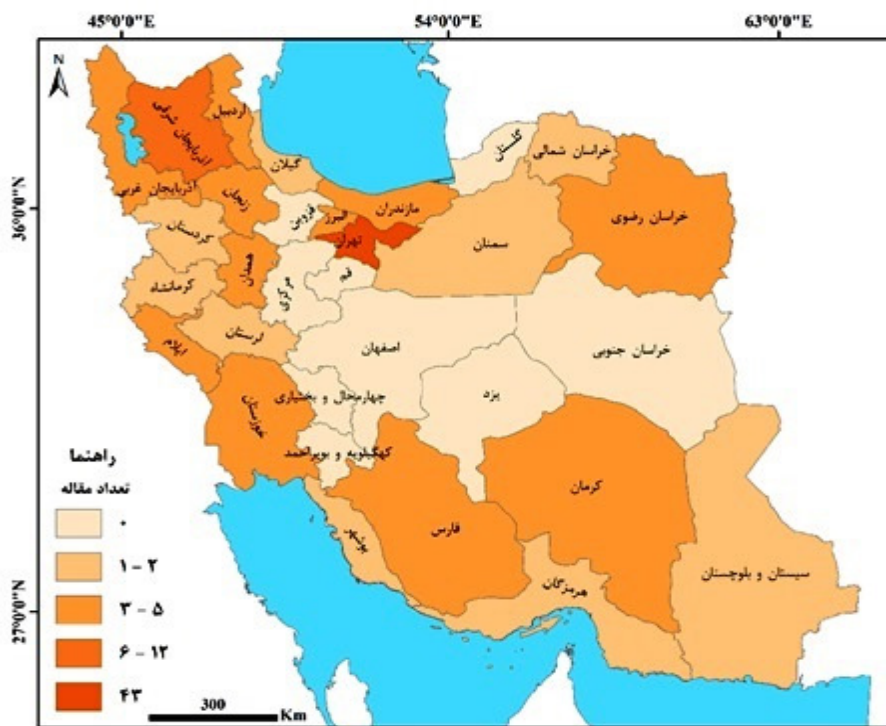 45°0'0"E
54°0'0"E
63°0'0"E
N
36°0'0"N
27°0'0"N
اردبیل
آذربایجان شرقی
گیلان
گلستان
خراسان شمالی
آذربایجان غربی
زنجان
قزوین
البرز
مازندران
خراسان رضوی
کردستان
تهران
سمنان
همدان
قم
کرمانشاه
مرکزی
لرستان
اصفهان
خراسان جنوبی
ایلام
چهارمحال و بختیاری
یزد
خوزستان
کهگیلویه و بویراحمد
کرمان
فارس
بوشهر
هرمزگان
سیستان و بلوچستان
راهنما
تعداد مقاله
۰
۱ - ۲
۳ - ۵
۶ - ۱۲
۴۳
300
Km